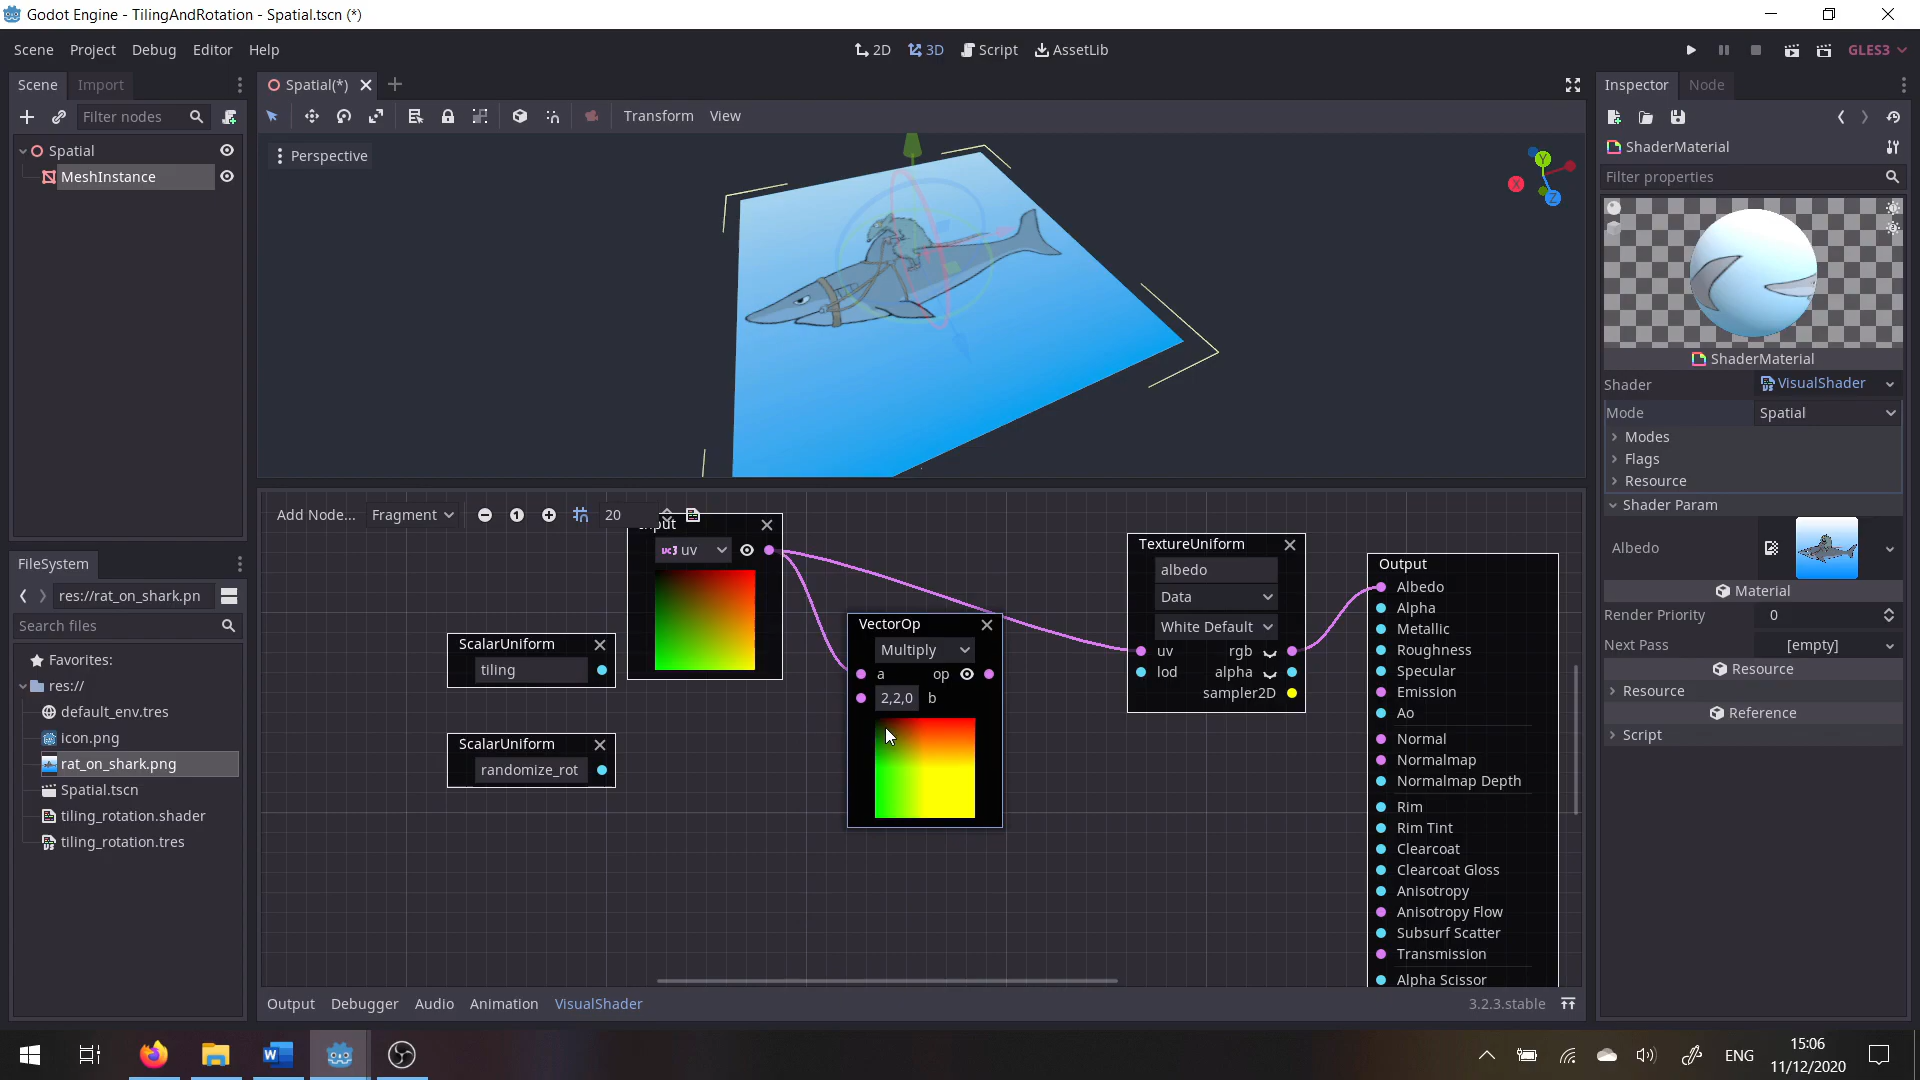 Godot Engine - TilingAndRotation - Spatial.tscn (*)
Scene Project Debug Editor Help
2D 3D Script AssetLib
GLES3
Scene Import
Spatial(*)
Inspector Node
Filter nodes
Transform View
Spatial
MeshInstance
Perspective
Y
X
Z
ShaderMaterial
Filter properties
ShaderMaterial
Shader VisualShader
Mode Spatial
Modes
Flags
Resource
Shader Param
Albedo
Material
Render Priority 0
Next Pass [empty]
Resource
Resource
Reference
Script
FileSystem
res://rat_on_shark.pn
Search files
Favorites:
res://
default_env.tres
icon.png
rat_on_shark.png
Spatial.tscn
tiling_rotation.shader
tiling_rotation.tres
Add Node... Fragment 1 20
uv
ScalarUniform
tiling
ScalarUniform
randomize_rot
VectorOp
Multiply
a op
2,2,0 b
TextureUniform
albedo
Data
White Default
uv rgb
lod alpha
sampler2D
Output
Albedo
Alpha
Metallic
Roughness
Specular
Emission
Ao
Normal
Normalmap
Normalmap Depth
Rim
Rim Tint
Clearcoat
Clearcoat Gloss
Anisotropy
Anisotropy Flow
Subsurf Scatter
Transmission
Alpha Scissor
Output Debugger Audio Animation VisualShader
3.2.3.stable
ENG
15:06
11/12/2020